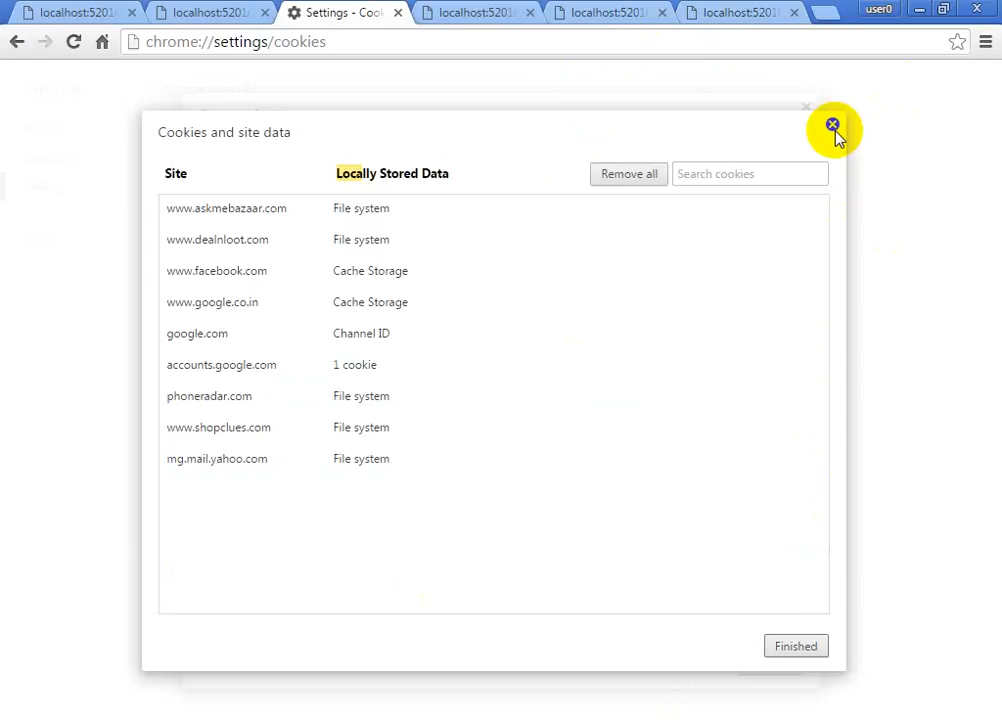 localhost:5201 localhost:5201 Settings - Cook localhost:5201 localhost:5201 localhost:5201 user0
chrome://settings/cookies
Cookies and site data
Site Locally Stored Data Remove all Search cookies
www.askmebazaar.com File system
www.dealnloot.com File system
www.facebook.com Cache Storage
www.google.co.in Cache Storage
google.com Channel ID
accounts.google.com 1 cookie
phoneradar.com File system
www.shopclues.com File system
mg.mail.yahoo.com File system
Finished